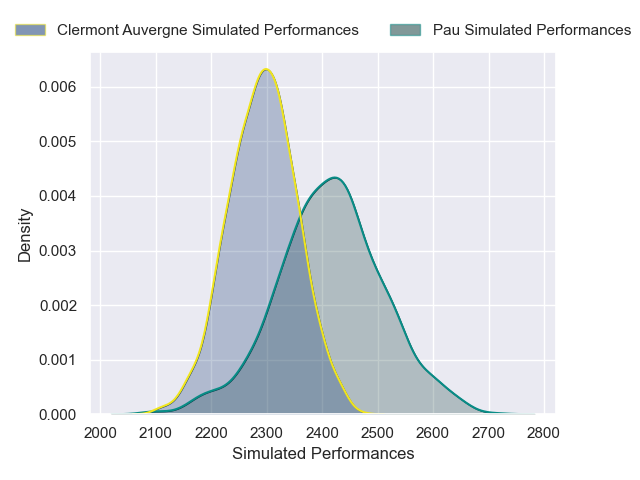 Clermont Auvergne Simulated Performances Pau Simulated Performances
0.006
0.005
0.004
0.003
0.002
0.001
0.000
Density
2000 2100 2200 2300 2400 2500 2600 2700 2800
Simulated Performances